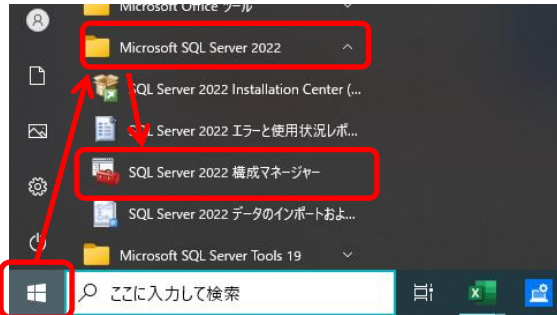 Microsoft Office ツール
Microsoft SQL Server 2022
SQL Server 2022 Installation Center (...
SQL Server 2022 エラーと使用状況レポ...
SQL Server 2022 構成マネージャー
SQL Server 2022 データのインポートおよ...
Microsoft SQL Server Tools 19
ここに入力して検索